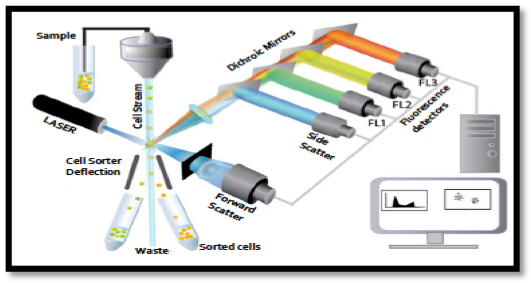 Sample
Cell Stream
LASER
Cell Sorter
Deflection
Waste
Sorted cells
Dichroic Mirrors
FL3
FL2
FL1
Fluorescence
detectors
Side
Scatter
Forward
Scatter